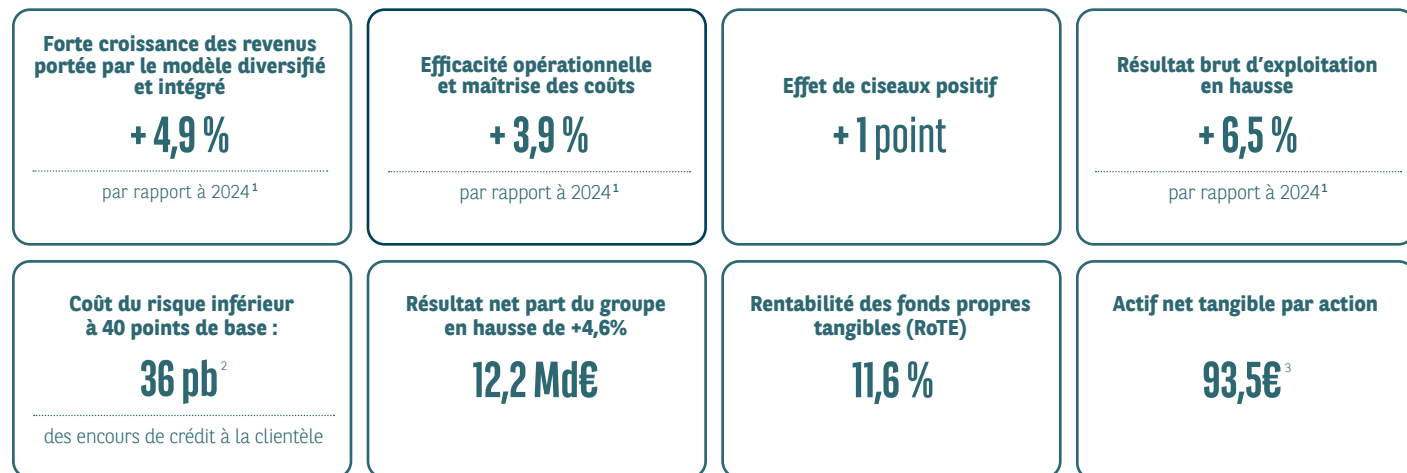 Forte croissance des revenus
portée par le modèle diversifié
et intégré
+ 4,9 %
par rapport à 2024¹
Efficacité opérationnelle
et maîtrise des coûts
+ 3,9 %
par rapport à 2024¹
Effet de ciseaux positif
+ 1 point
Résultat brut d'exploitation
en hausse
+ 6,5 %
par rapport à 2024¹
Coût du risque inférieur
à 40 points de base :
36 pb²
des encours de crédit à la clientèle
Résultat net part du groupe
en hausse de +4,6%
12,2 Md€
Rentabilité des fonds propres
tangibles (RoTE)
11,6 %
Actif net tangible par action
93,5€³